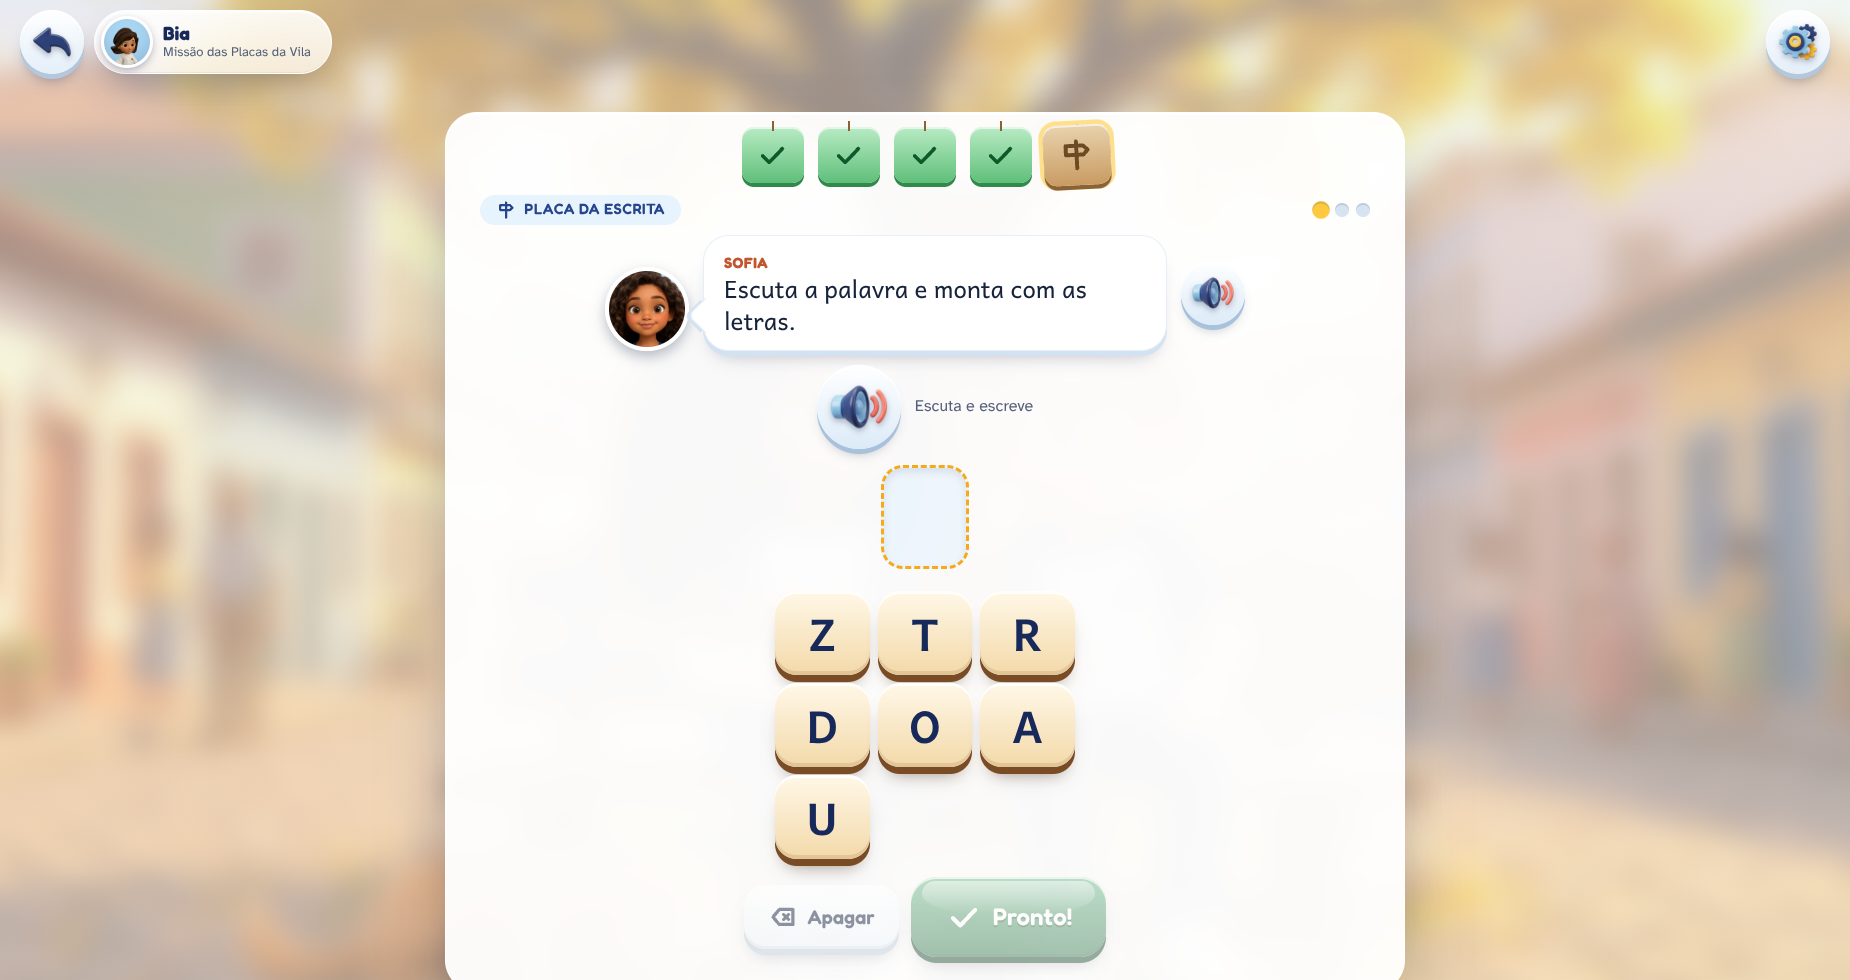 Bia
Missão das Placas da Vila
PLACA DA ESCRITA
SOFIA
Escuta a palavra e monta com as
letras.
Escuta e escreve
Z T R
D O A
U
Apagar
Pronto!